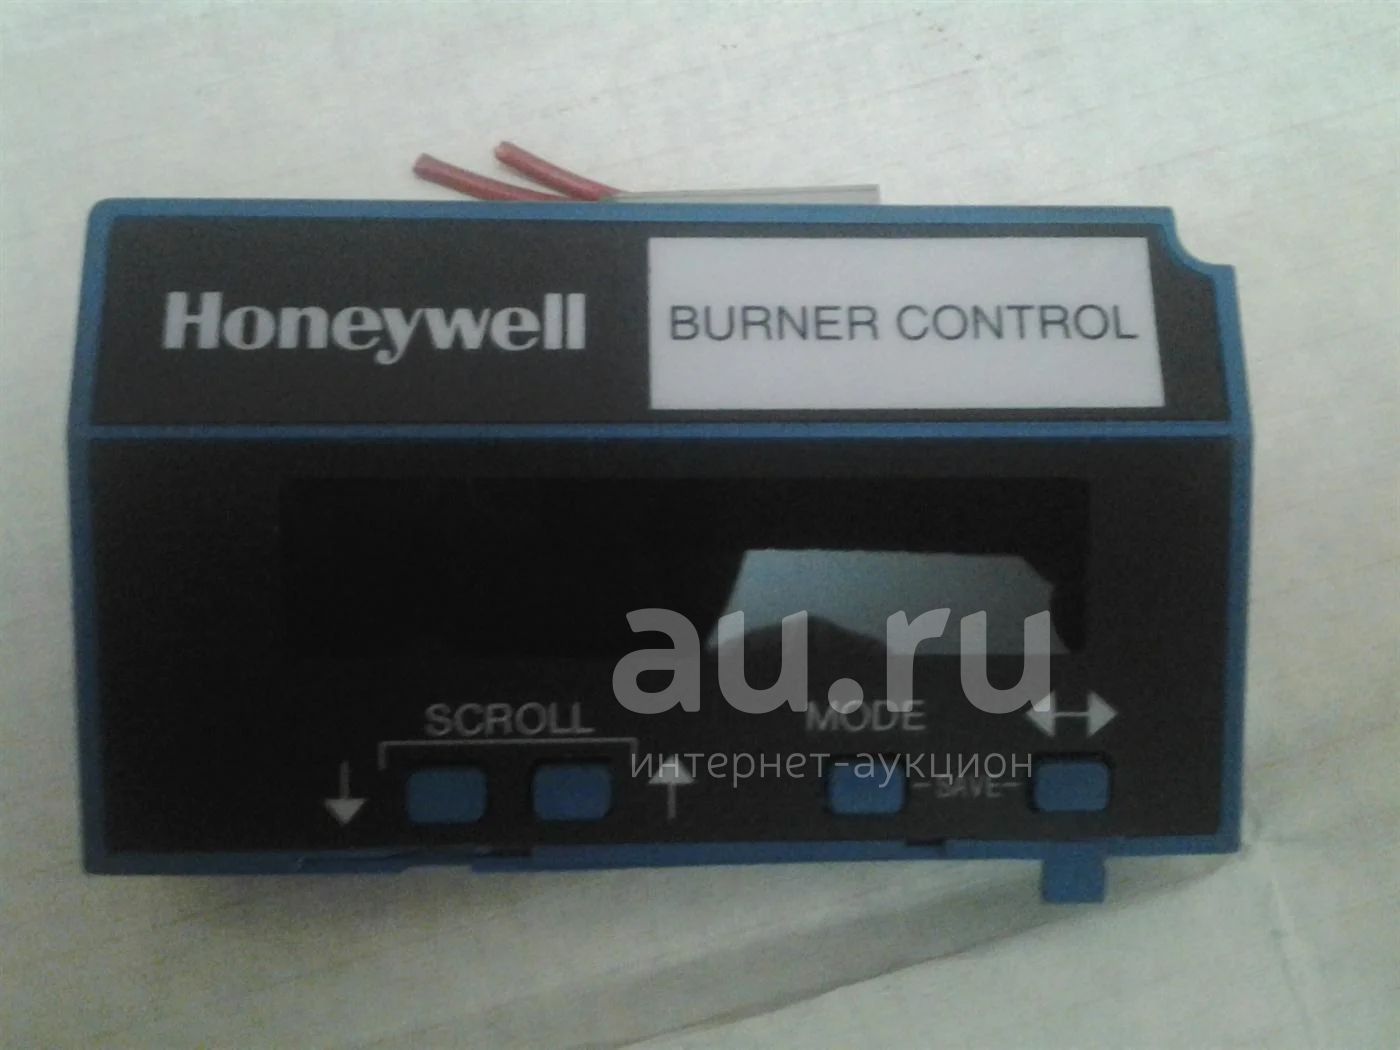 Honeywell
BURNER CONTROL
au.ru
SCROLL
MODE
интернет-аукцион
-SAVE-